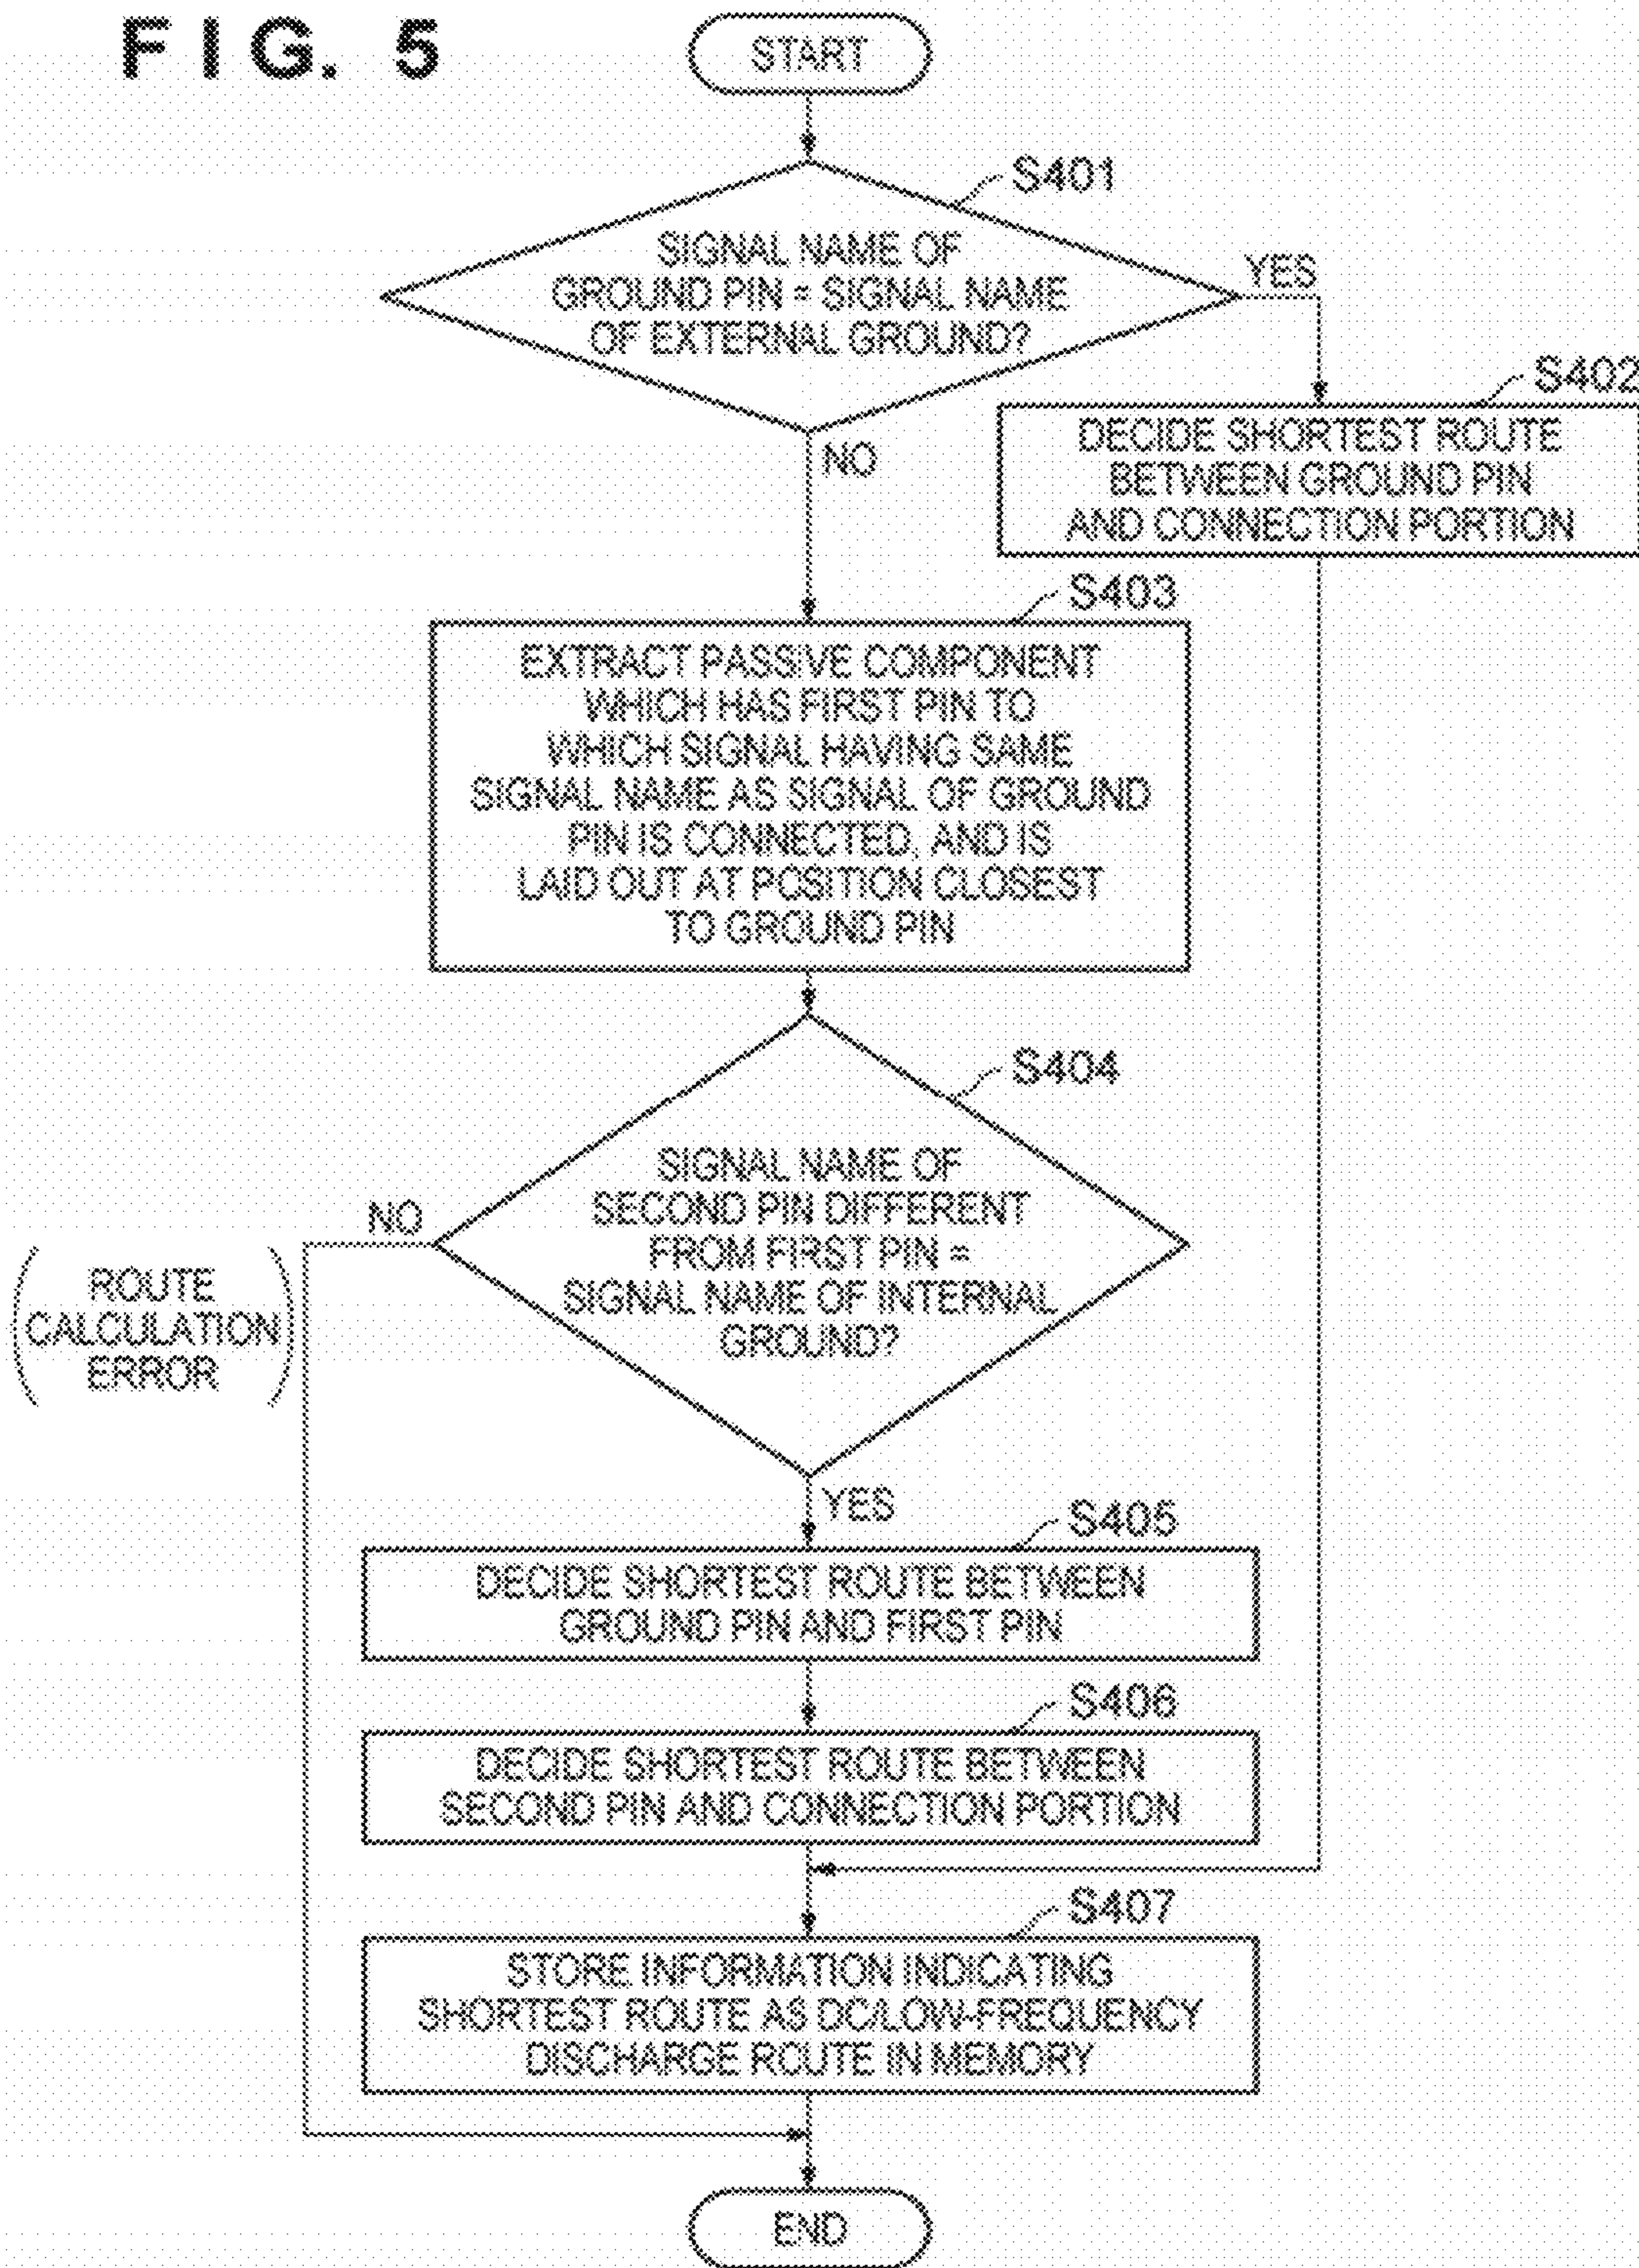 FIG. 5
START
S401
SIGNAL NAME OF
GROUND PIN = SIGNAL NAME
OF EXTERNAL GROUND?
YES
NO
S402
DECIDE SHORTEST ROUTE
BETWEEN GROUND PIN
AND CONNECTION PORTION
S403
EXTRACT PASSIVE COMPONENT
WHICH HAS FIRST PIN TO
WHICH SIGNAL HAVING SAME
SIGNAL NAME AS SIGNAL OF GROUND
PIN IS CONNECTED, AND IS
LAID OUT AT POSITION CLOSEST
TO GROUND PIN
S404
SIGNAL NAME OF
SECOND PIN DIFFERENT
FROM FIRST PIN =
SIGNAL NAME OF INTERNAL
GROUND?
NO
(ROUTE
CALCULATION
ERROR)
YES
S405
DECIDE SHORTEST ROUTE BETWEEN
GROUND PIN AND FIRST PIN
S406
DECIDE SHORTEST ROUTE BETWEEN
SECOND PIN AND CONNECTION PORTION
S407
STORE INFORMATION INDICATING
SHORTEST ROUTE AS DC/LOW-FREQUENCY
DISCHARGE ROUTE IN MEMORY
END